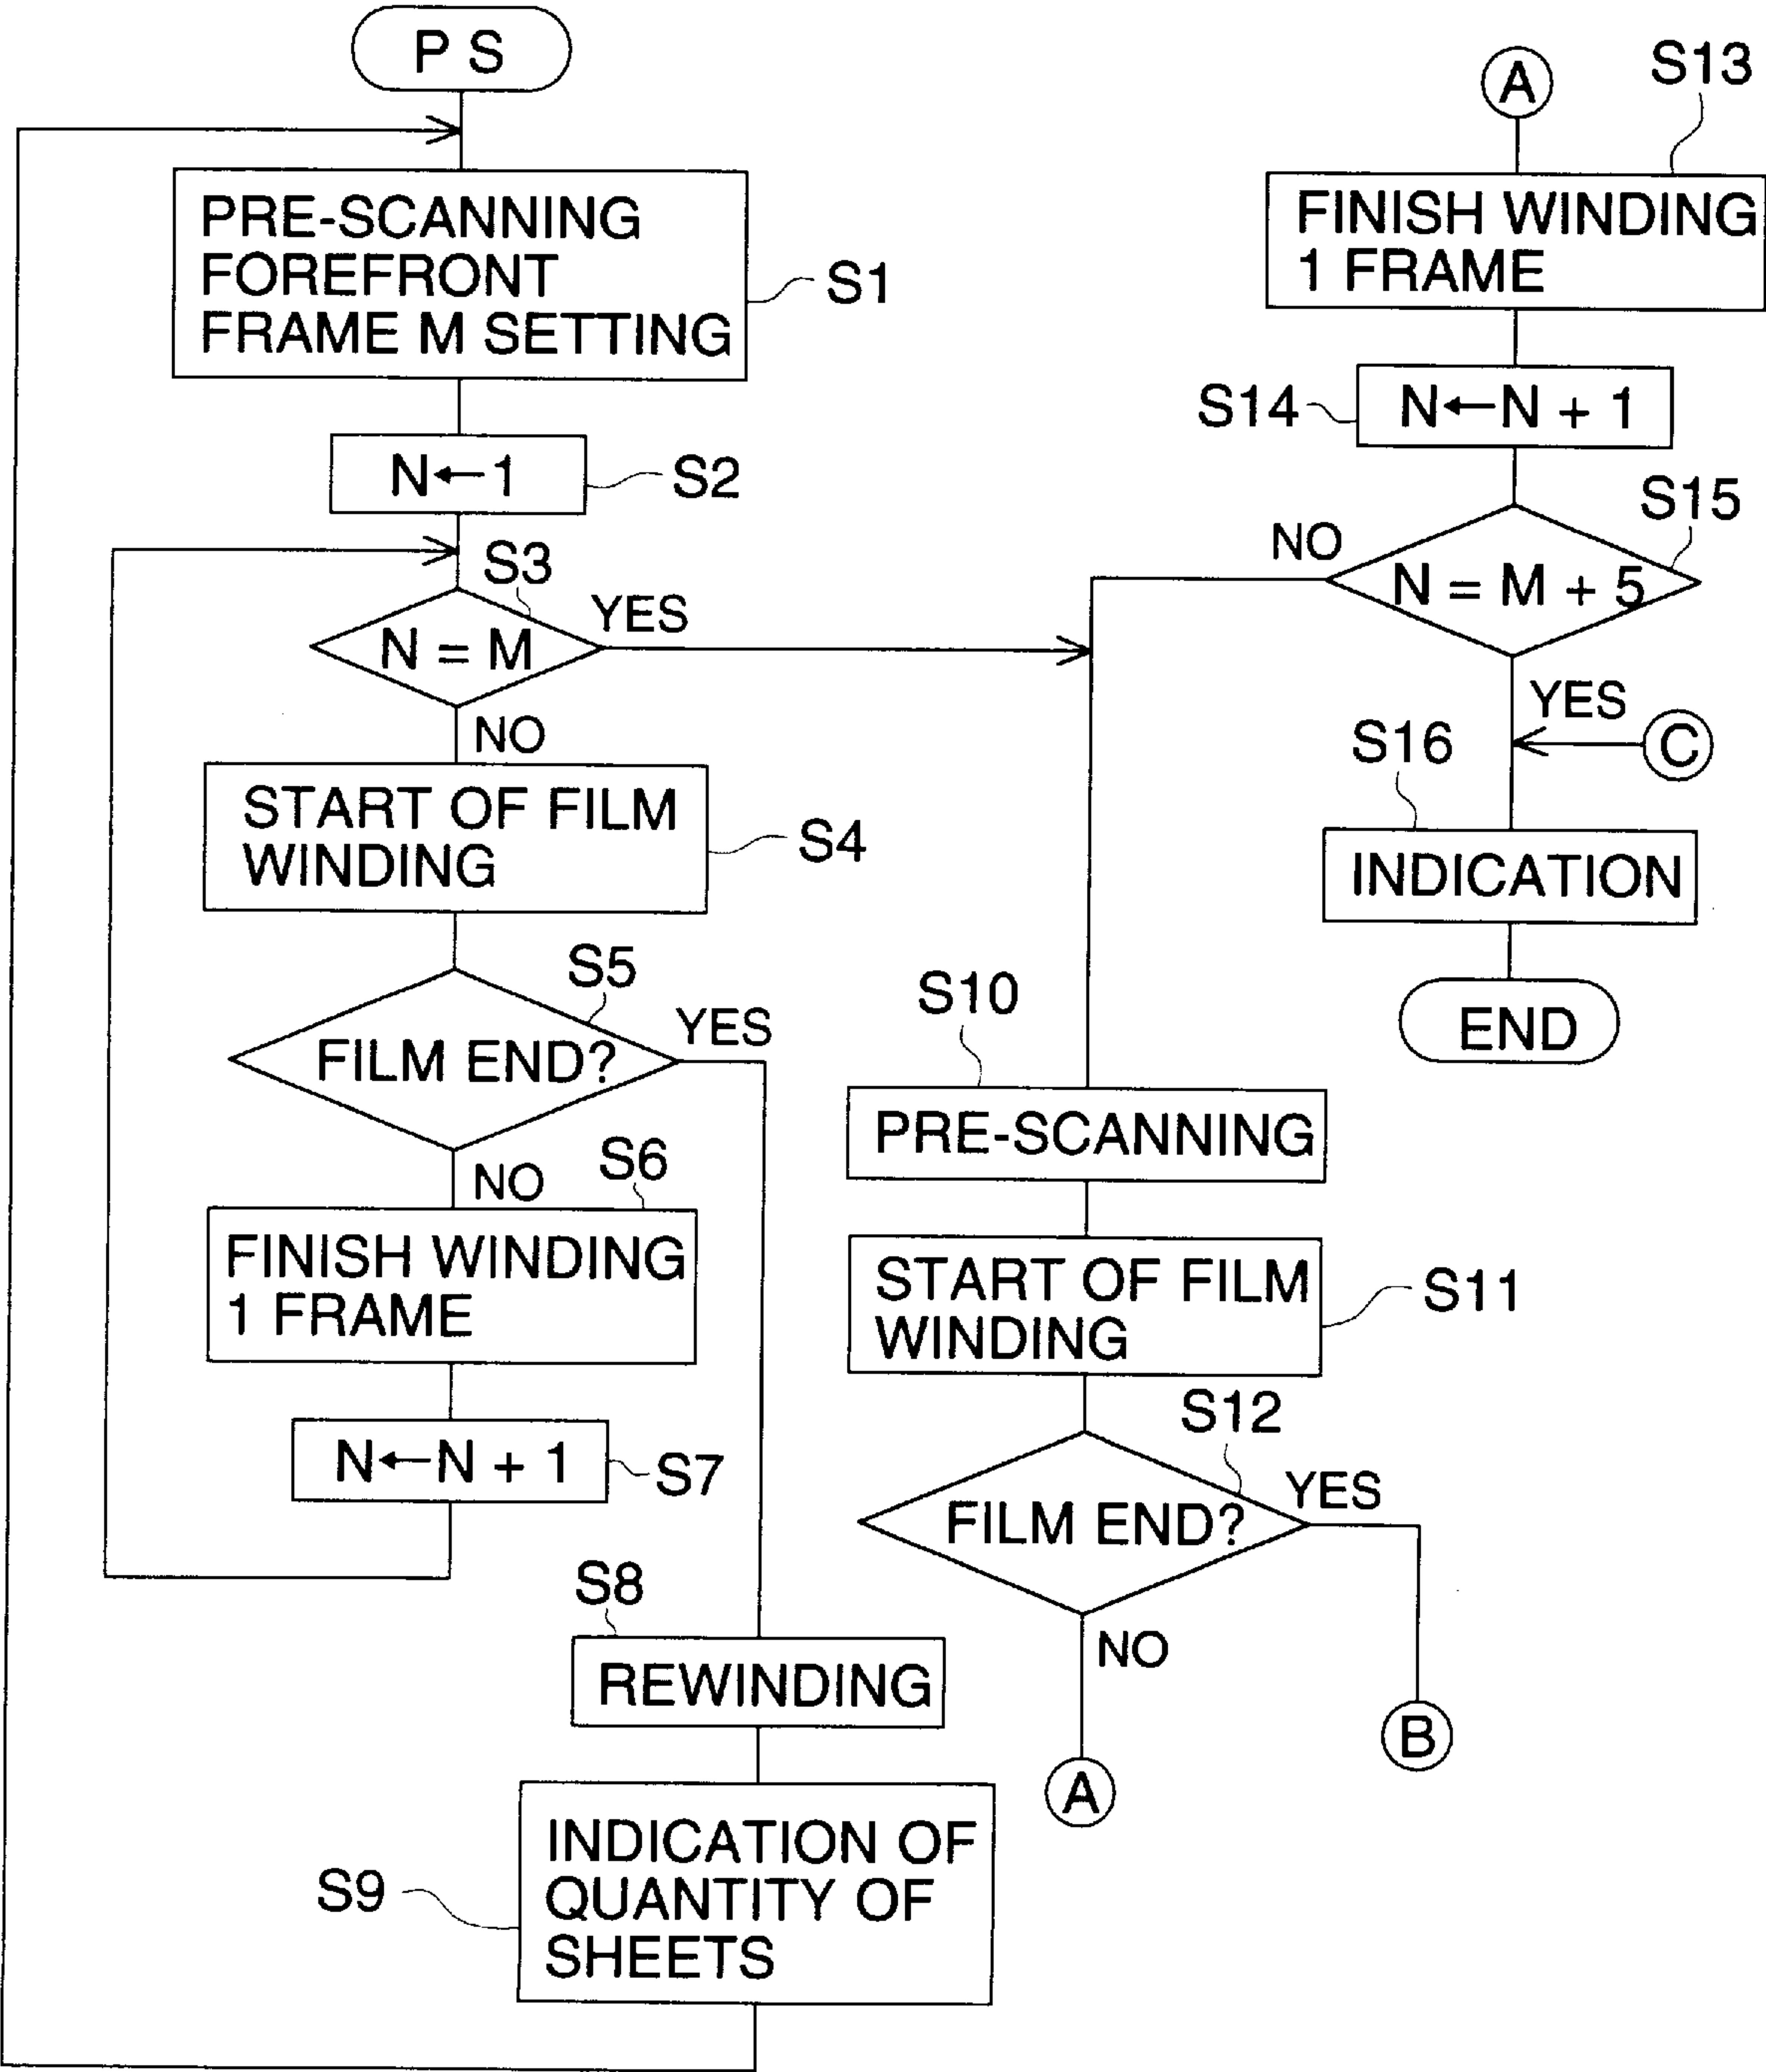 P S
PRE-SCANNING
FOREFRONT
FRAME M SETTING
S1
N←1
S2
S3
N = M
YES
NO
START OF FILM
WINDING
S4
S5
FILM END?
YES
NO
S6
FINISH WINDING
1 FRAME
N←N + 1
S7
S8
REWINDING
S9
INDICATION OF
QUANTITY OF
SHEETS
S10
PRE-SCANNING
START OF FILM
WINDING
S11
S12
FILM END?
YES
NO
A
B
A
S13
FINISH WINDING
1 FRAME
S14
N←N + 1
S15
NO
N = M + 5
YES
C
S16
INDICATION
END